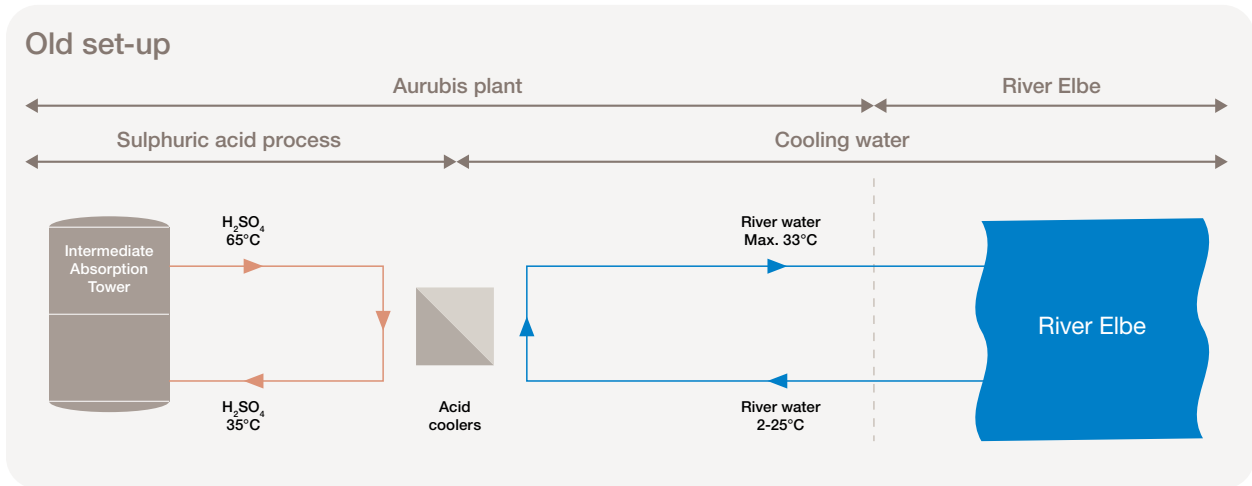 Old set-up
Aurubis plant
River Elbe
Sulphuric acid process
Cooling water
H₂SO₄
65°C
River water
Max. 33°C
Intermediate
Absorption
Tower
River Elbe
H₂SO₄
35°C
Acid
coolers
River water
2-25°C